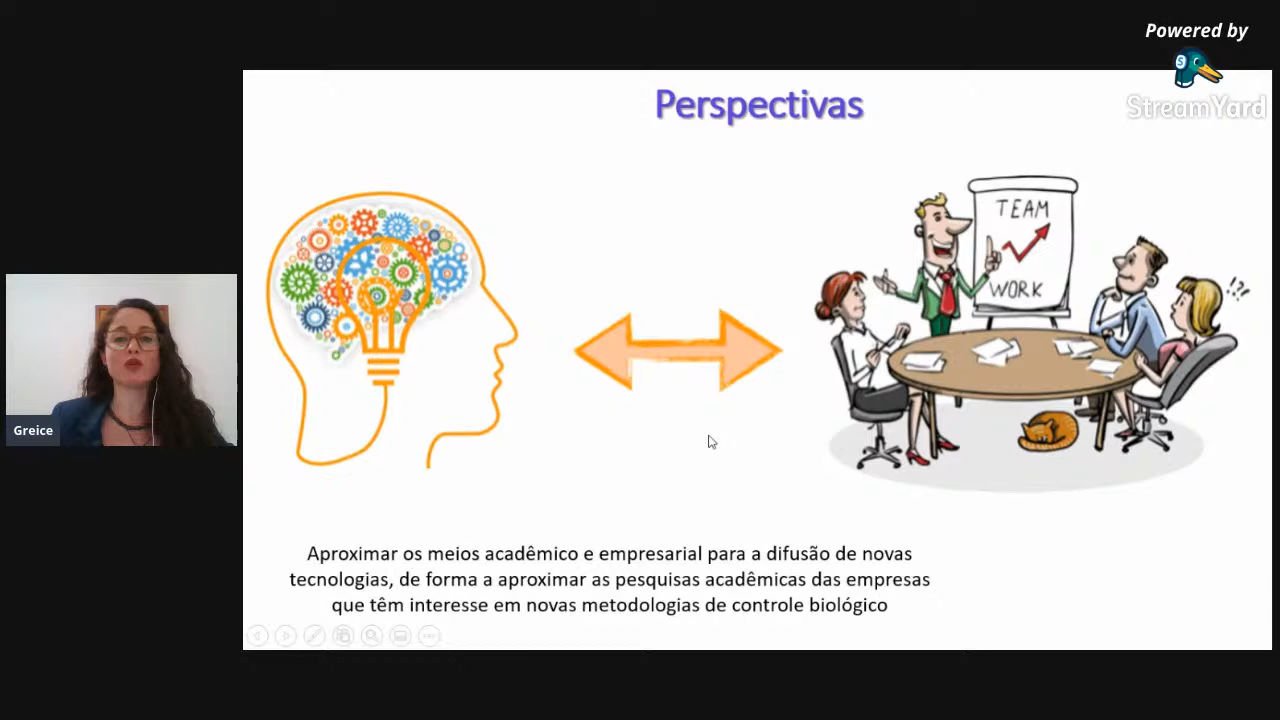 Powered by
StreamYard
Perspectivas
TEAM
WORK
!?!
Greice
Aproximar os meios acadêmico e empresarial para a difusão de novas
tecnologias, de forma a aproximar as pesquisas acadêmicas das empresas
que têm interesse em novas metodologias de controle biológico